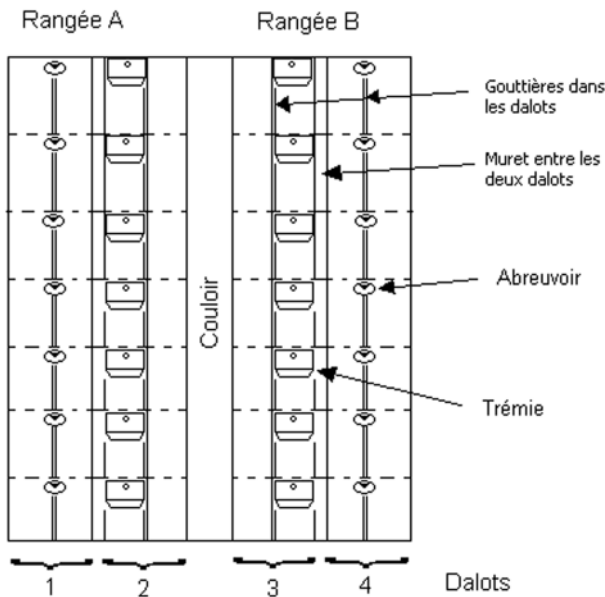 Rangée A
Rangée B
Gouttières dans
les dalots
Muret entre les
deux dalots
Abreuvoir
Couloir
Trémie
1 2 3 4 Dalots